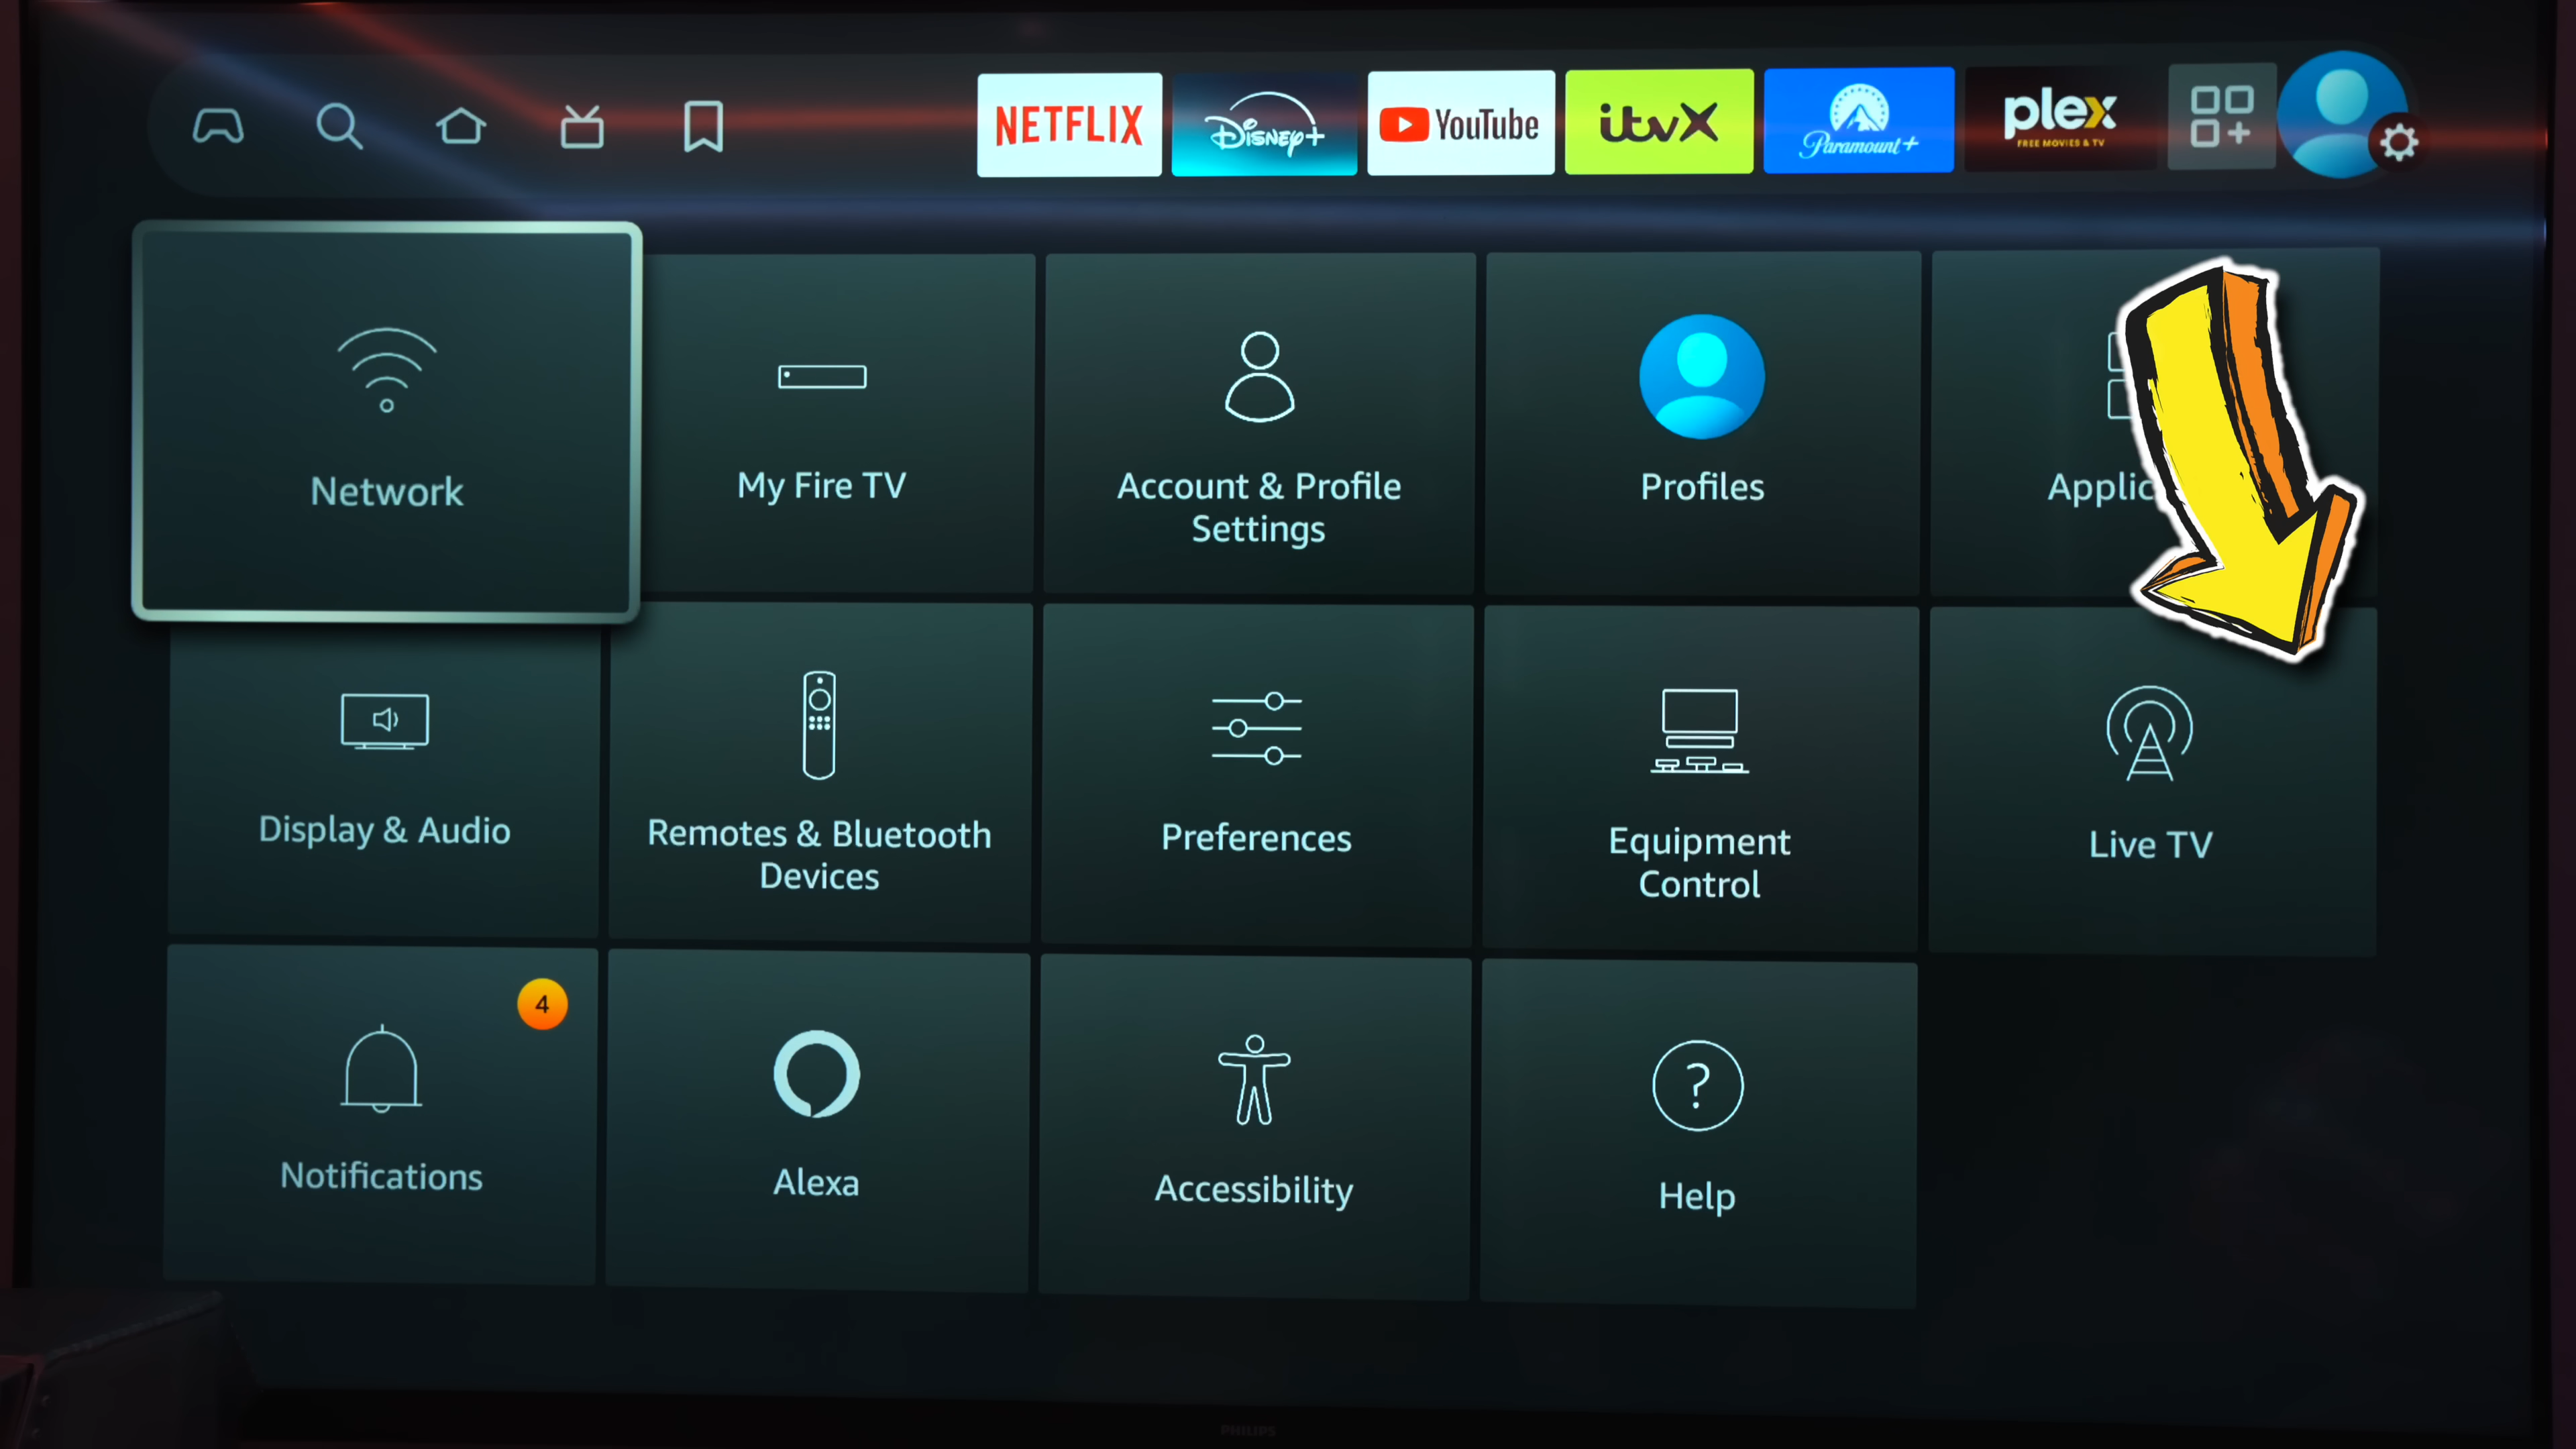 NETFLIX
Disney+
YouTube
itvX
Paramount+
plex
FREE MOVIES & TV
Network
My Fire TV
Account & Profile
Settings
Profiles
Applic
Display & Audio
Remotes & Bluetooth
Devices
Preferences
Equipment
Control
Live TV
4
Notifications
Alexa
Accessibility
?
Help
PHILIPS